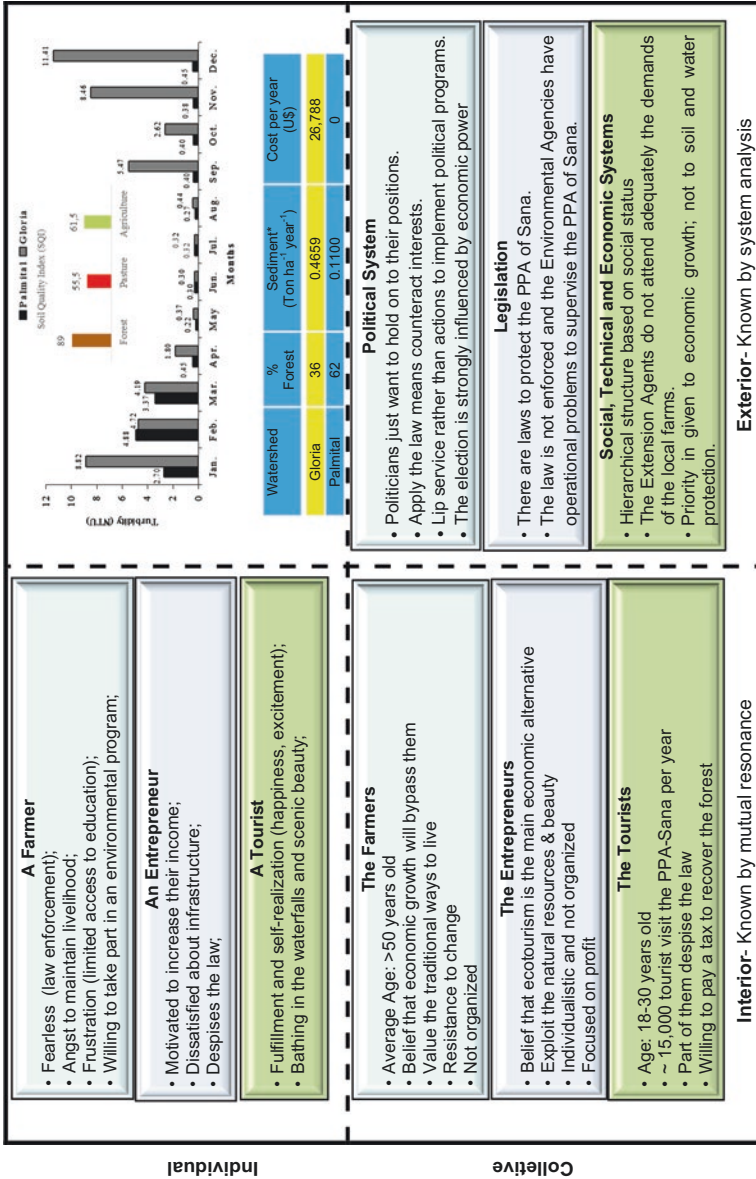 Individual
A Farmer
• Fearless (law enforcement);
• Angst to maintain livelihood;
• Frustration (limited access to education);
• Willing to take part in an environmental program;
An Entrepreneur
• Motivated to increase their income;
• Dissatisfied about infrastructure;
• Despises the law;
A Tourist
• Fulfillment and self-realization (happiness, excitement);
• Bathing in the waterfalls and scenic beauty;
■ Palmital ■ Gloria
Soil Quality Index (SQI)
89
55,5
61,5
Forest
Pasture
Agriculture
Turbidity (NTU)
12
10
8
6
4
2
0
2.70 8.82
4.88 4.72
3.37 4.19
0.45 1.80
0.22 0.37
0.30 0.30
0.32 0.32
0.27 0.44
0.40 5.47
0.40 2.62
0.38 8.46
0.45 11.41
Jan. Feb. Mar. Apr. May Jun. Jul. Aug. Sep. Oct. Nov. Dec.
Months
Watershed
%
Forest
Sediment*
(Ton ha⁻¹ year⁻¹)
Cost per year
(U$)
Gloria 36 0.4659 26,788
Palmital 62 0.1100 0
Colletive
The Farmers
• Average Age: >50 years old
• Belief that economic growth will bypass them
• Value the traditional ways to live
• Resistance to change
• Not organized
The Entrepreneurs
• Belief that ecotourism is the main economic alternative
• Exploit the natural resources & beauty
• Individualistic and not organized
• Focused on profit
The Tourists
• Age: 18-30 years old
• ~ 15,000 tourist visit the PPA-Sana per year
• Part of them despise the law
• Willing to pay a tax to recover the forest
Political System
• Politicians just want to hold on to their positions.
• Apply the law means counteract interests.
• Lip service rather than actions to implement political programs.
• The election is strongly influenced by economic power
Legislation
• There are laws to protect the PPA of Sana.
• The law is not enforced and the Environmental Agencies have
operational problems to supervise the PPA of Sana.
Social, Technical and Economic Systems
• Hierarchical structure based on social status
• The Extension Agents do not attend adequately the demands
of the local farms.
• Priority in given to economic growth; not to soil and water
protection.
Interior- Known by mutual resonance
Exterior- Known by system analysis